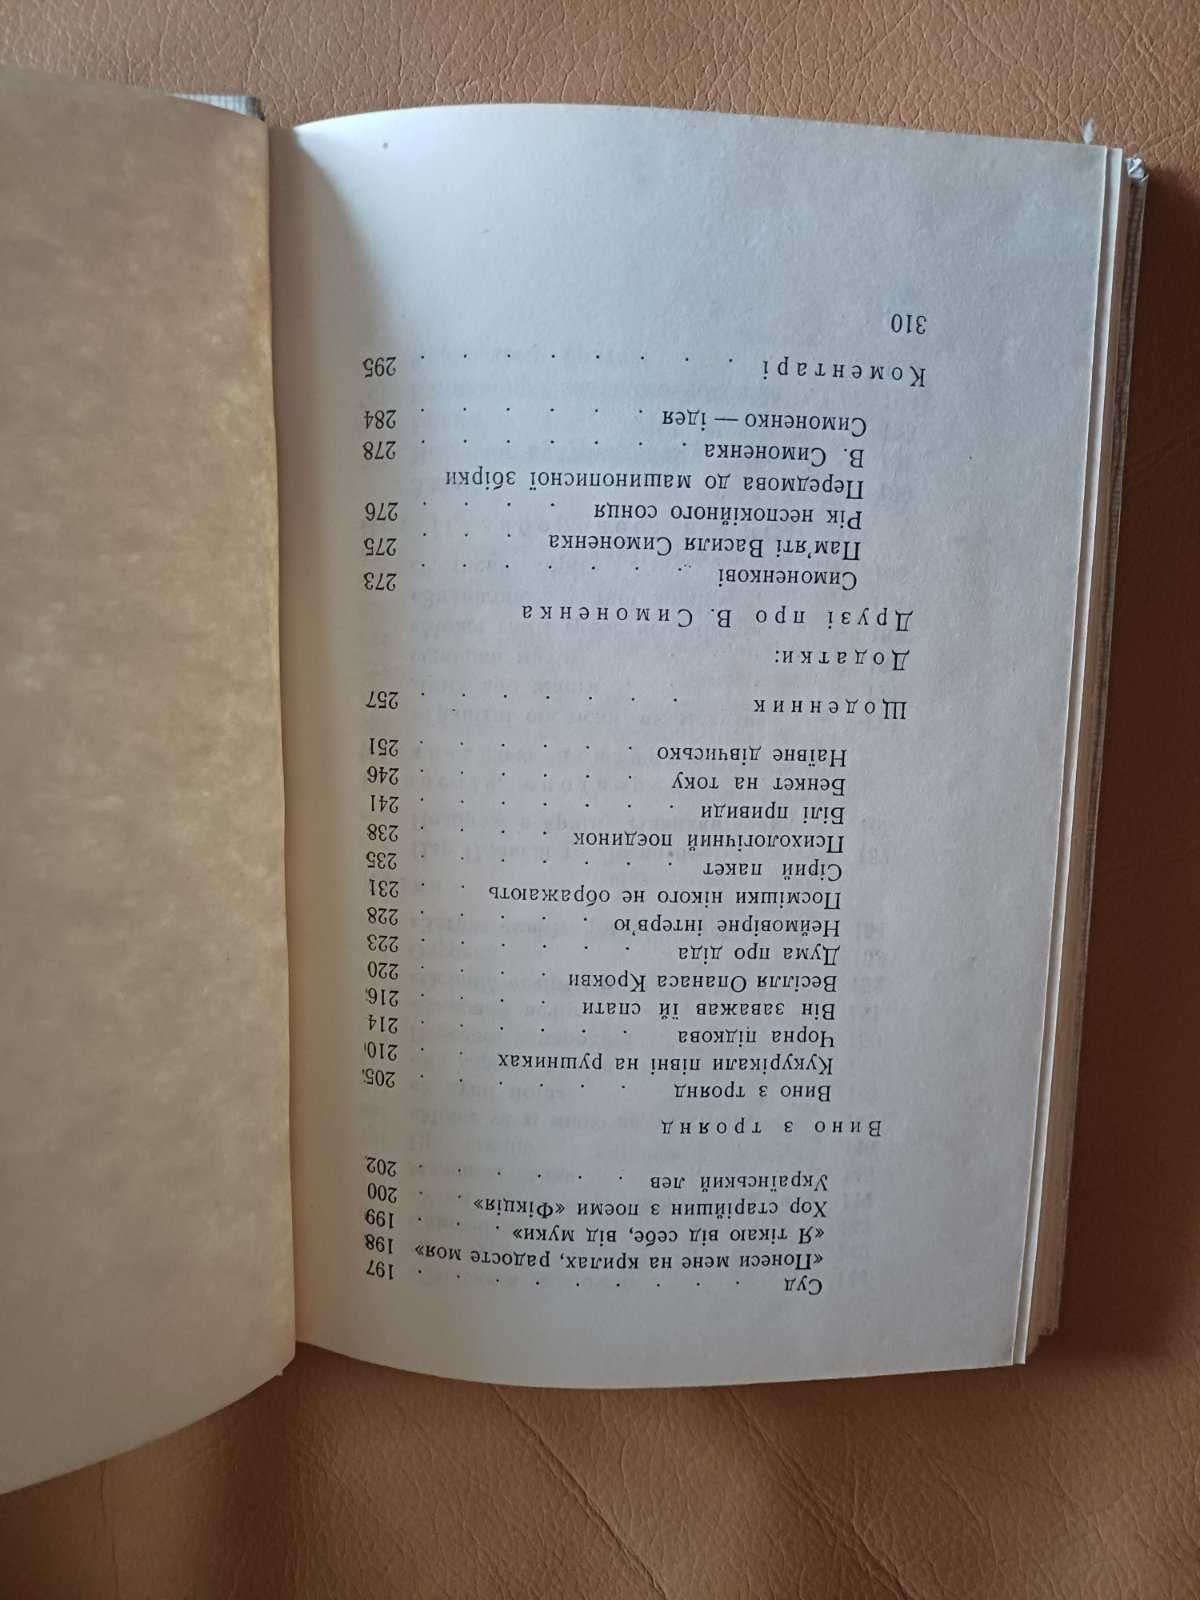 Суд . . . . . . . . . 197
«Понеси мене на крилах, радосте моя» 198
«Я тікаю від себе, від муки» . . . 199
Хор старійшин з поеми «Фікція» . . 200
Український лев . . . . . . 202
Вино з троянд
Вино з троянд . . . . . . 205
Кукурікали півні на рушниках . . 210
Чорна підкова . . . . . . 214
Він заважав їй спати . . . . 216
Весілля Опанаса Крокви . . . . 220
Дума про діда . . . . . . 223
Неймовірне інтерв'ю . . . . . 228
Посмішки нікого не ображають . . 231
Сірий пакет . . . . . . 235
Психологічний поєдинок . . . . 238
Білі привиди . . . . . . 241
Бенкет на току . . . . . . 246
Наївне дівчисько . . . . . 251
Щоденник . . . . . . . 257
Додатки:
Друзі про В. Симоненка
Симоненкові . . . . . . . 273
Пам'яті Василя Симоненка . . . 275
Рік неспокійного сонця . . . . 276
Передмова до машинописної збірки
В. Симоненка . . . . . . . 278
Симоненко — ідея . . . . . 284
Коментарі . . . . . . . 295
310